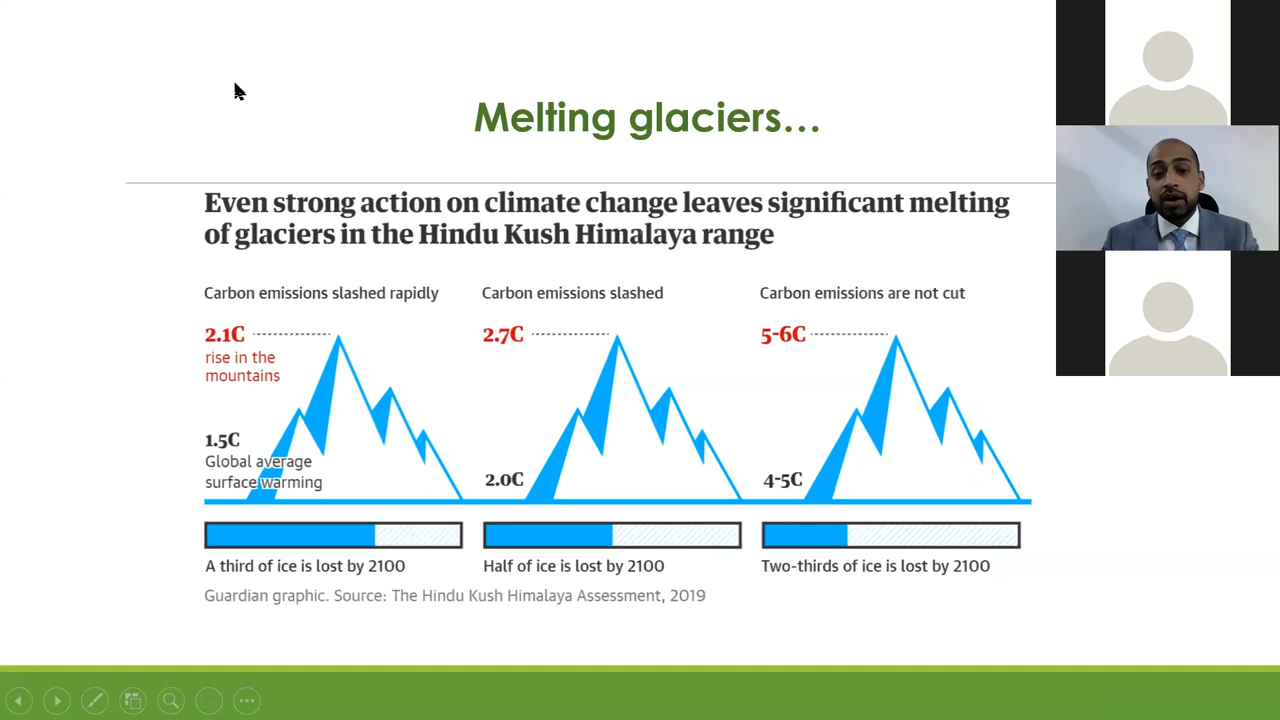 Melting glaciers...
Even strong action on climate change leaves significant melting
of glaciers in the Hindu Kush Himalaya range
Carbon emissions slashed rapidly
2.1C
rise in the
mountains
1.5C
Global average
surface warming
A third of ice is lost by 2100
Carbon emissions slashed
2.7C
2.0C
Half of ice is lost by 2100
Carbon emissions are not cut
5-6C
4-5C
Two-thirds of ice is lost by 2100
Guardian graphic. Source: The Hindu Kush Himalaya Assessment, 2019